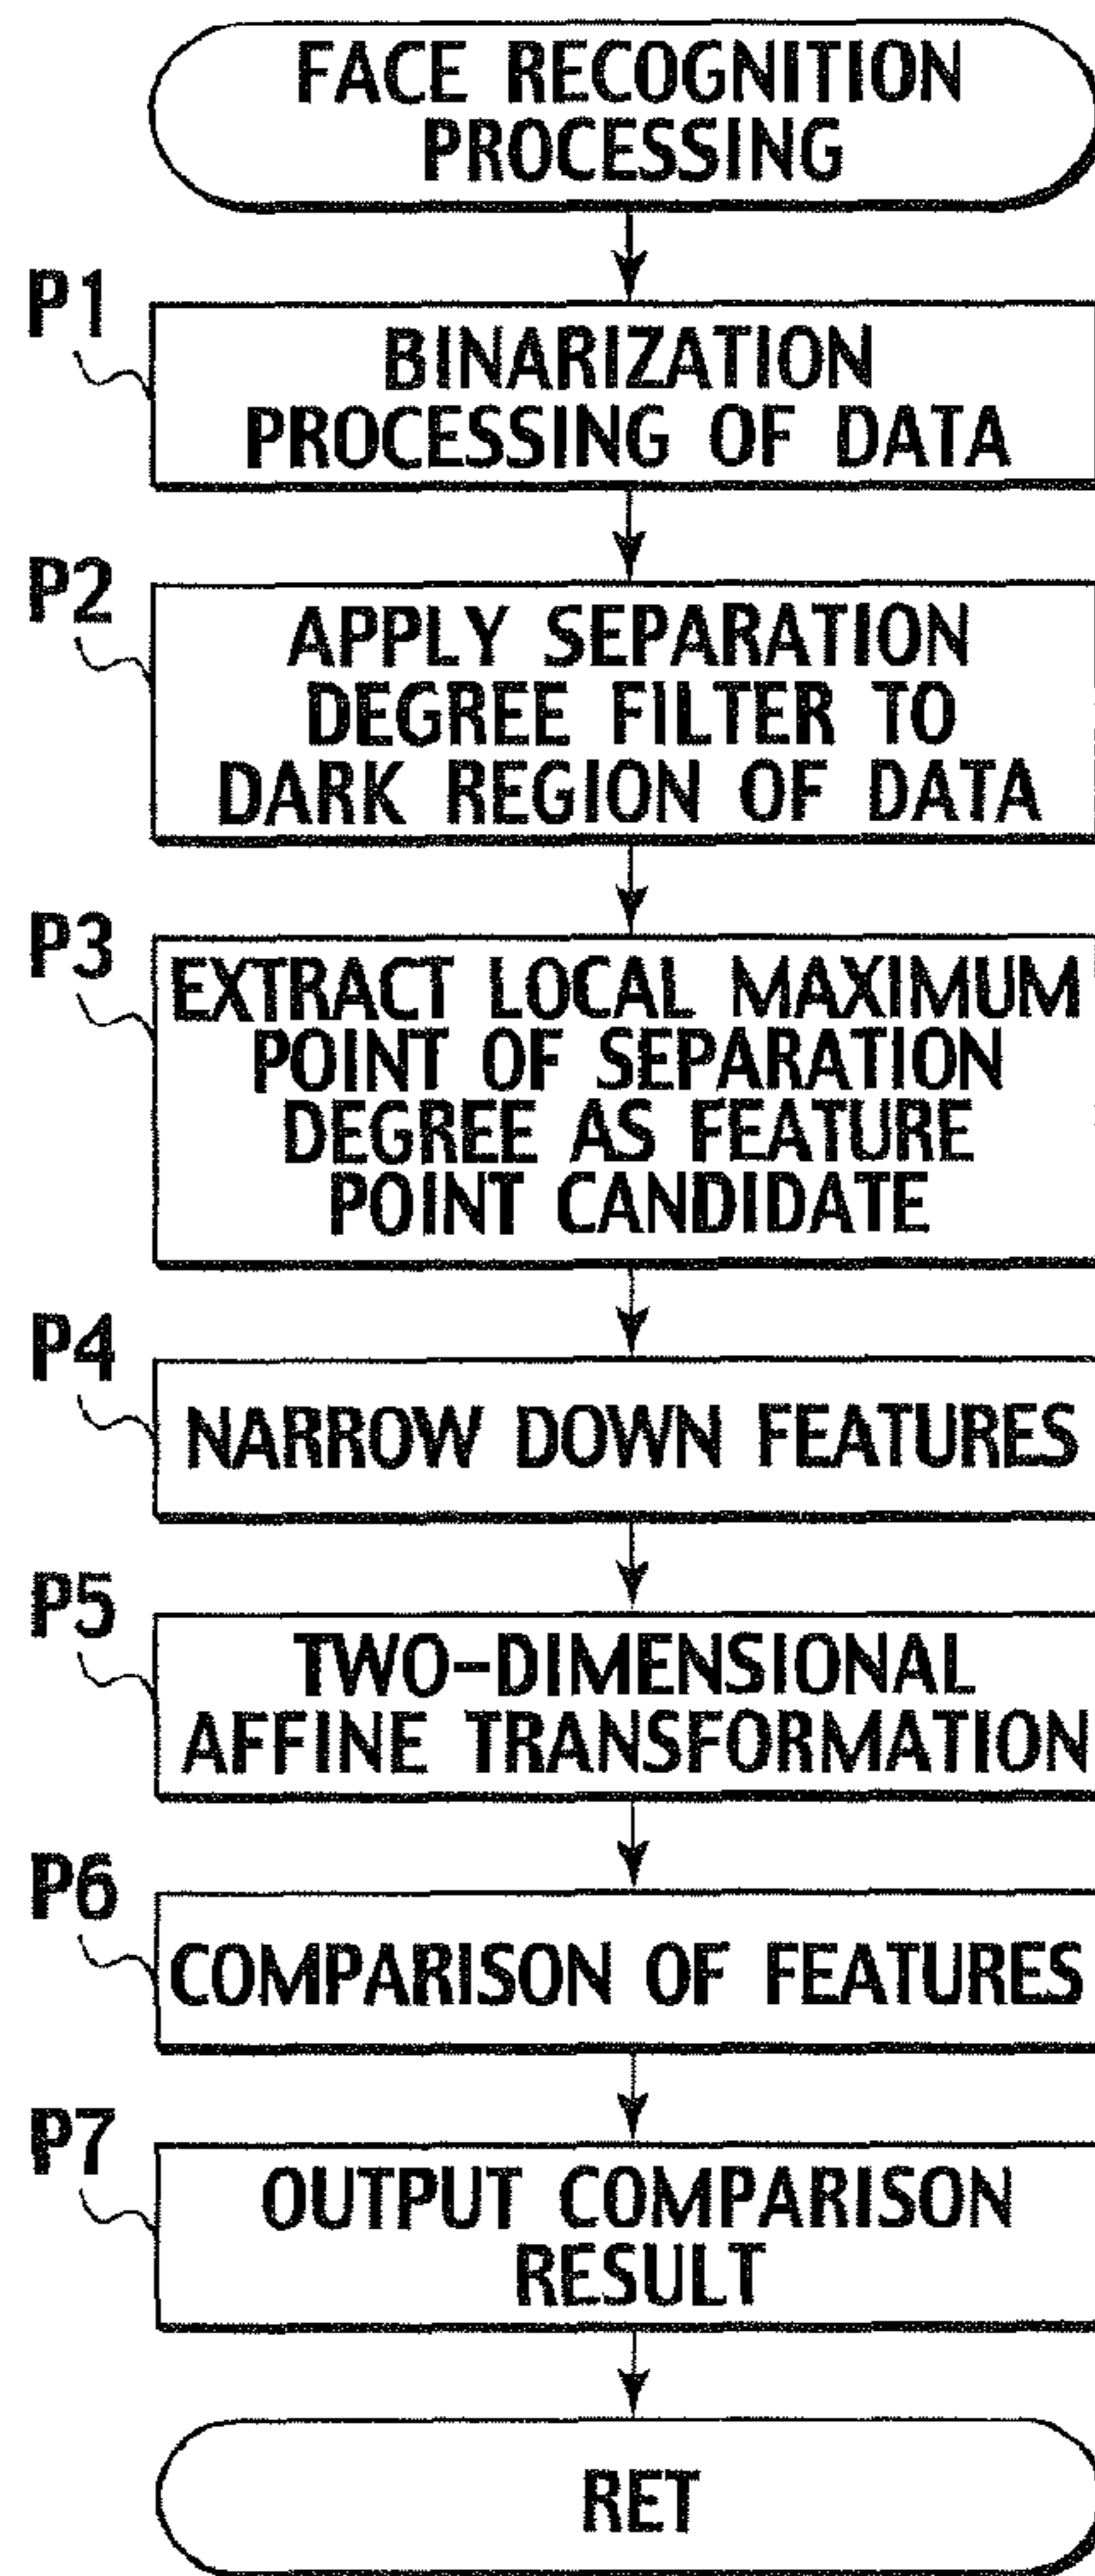 FACE RECOGNITION
PROCESSING
P1
BINARIZATION
PROCESSING OF DATA
P2
APPLY SEPARATION
DEGREE FILTER TO
DARK REGION OF DATA
P3
EXTRACT LOCAL MAXIMUM
POINT OF SEPARATION
DEGREE AS FEATURE
POINT CANDIDATE
P4
NARROW DOWN FEATURES
P5
TWO-DIMENSIONAL
AFFINE TRANSFORMATION
P6
COMPARISON OF FEATURES
P7
OUTPUT COMPARISON
RESULT
RET